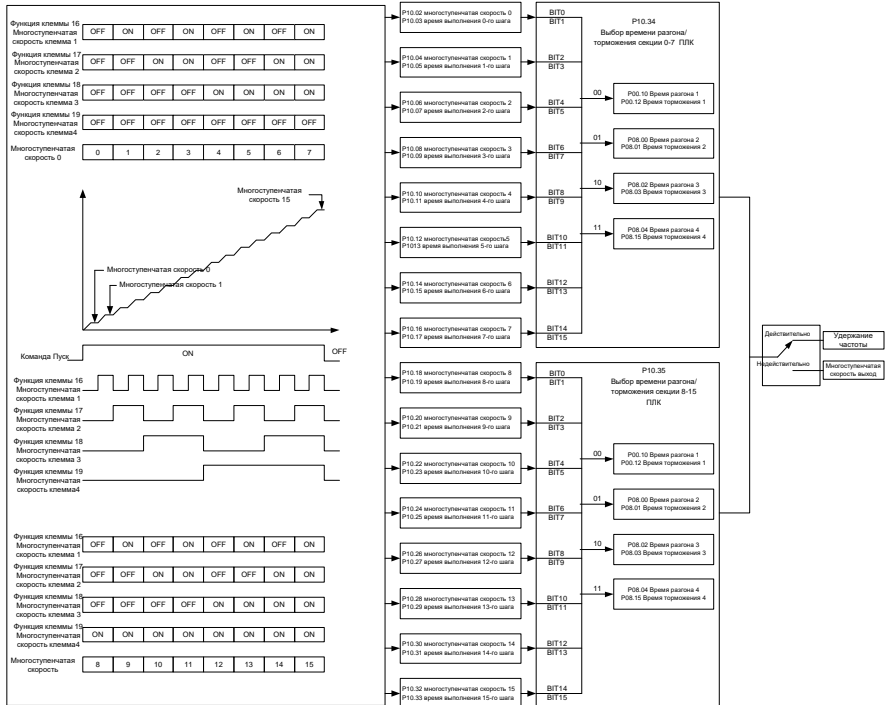 Функция клеммы 16
Многоступенчатая
скорость клемма 1
OFF ON OFF ON OFF ON OFF ON
Функция клеммы 17
Многоступенчатая
скорость клемма 2
OFF OFF ON ON OFF OFF ON ON
Функция клеммы 18
Многоступенчатая
скорость клемма 3
OFF OFF OFF OFF ON ON ON ON
Функция клеммы 19
Многоступенчатая
скорость клемма4
OFF OFF OFF OFF OFF OFF OFF OFF
Многоступенчатая
скорость 0
0 1 2 3 4 5 6 7
Многоступенчатая
скорость 15
Многоступенчатая скорость 0
Многоступенчатая скорость 1
Команда Пуск
ON
OFF
Функция клеммы 16
Многоступенчатая
скорость клемма 1
Функция клеммы 17
Многоступенчатая
скорость клемма 2
Функция клеммы 18
Многоступенчатая
скорость клемма 3
Функция клеммы 19
Многоступенчатая
скорость клемма4
Функция клеммы 16
Многоступенчатая
скорость клемма 1
OFF ON OFF ON OFF ON OFF ON
Функция клеммы 17
Многоступенчатая
скорость клемма 2
OFF OFF ON ON OFF OFF ON ON
Функция клеммы 18
Многоступенчатая
скорость клемма 3
OFF OFF OFF OFF ON ON ON ON
Функция клеммы 19
Многоступенчатая
скорость клемма4
ON ON ON ON ON ON ON ON
Многоступенчатая
скорость
8 9 10 11 12 13 14 15
P10.02 многоступенчатая скорость 0
P10.03 время выполнения 0-го шага
P10.04 многоступенчатая скорость 1
P10.05 время выполнения 1-го шага
P10.06 многоступенчатая скорость 2
P10.07 время выполнения 2-го шага
P10.08 многоступенчатая скорость 3
P10.09 время выполнения 3-го шага
P10.10 многоступенчатая скорость 4
P10.11 время выполнения 4-го шага
P10.12 многоступенчатая скорость5
P1013 время выполнения 5-го шага
P10.14 многоступенчатая скорость 6
P10.15 время выполнения 6-го шага
P10.16 многоступенчатая скорость 7
P10.17 время выполнения 7-го шага
P10.18 многоступенчатая скорость 8
P10.19 время выполнения 8-го шага
P10.20 многоступенчатая скорость 9
P10.21 время выполнения 9-го шага
P10.22 многоступенчатая скорость 10
P10.23 время выполнения 10-го шага
P10.24 многоступенчатая скорость 11
P10.25 время выполнения 11-го шага
P10.26 многоступенчатая скорость 12
P10.27 время выполнения 12-го шага
P10.28 многоступенчатая скорость 13
P10.29 время выполнения 13-го шага
P10.30 многоступенчатая скорость 14
P10.31 время выполнения 14-го шага
P10.32 многоступенчатая скорость 15
P10.33 время выполнения 15-го шага
BIT0
BIT1
BIT2
BIT3
BIT4
BIT5
BIT6
BIT7
BIT8
BIT9
BIT10
BIT11
BIT12
BIT13
BIT14
BIT15
P10.34
Выбор времени разгона/
торможения секции 0-7 ПЛК
00
P00.10 Время разгона 1
P00.12 Время торможения 1
01
P08.00 Время разгона 2
P08.01 Время торможения 2
10
P08.02 Время разгона 3
P08.03 Время торможения 3
11
P08.04 Время разгона 4
P08.15 Время торможения 4
BIT0
BIT1
BIT2
BIT3
BIT4
BIT5
BIT6
BIT7
BIT8
BIT9
BIT10
BIT11
BIT12
BIT13
BIT14
BIT15
P10.35
Выбор времени разгона/
торможения секции 8-15
ПЛК
00
P00.10 Время разгона 1
P00.12 Время торможения 1
01
P08.00 Время разгона 2
P08.01 Время торможения 2
10
P08.02 Время разгона 3
P08.03 Время торможения 3
11
P08.04 Время разгона 4
P08.15 Время торможения 4
Действительно
Удержание
частоты
Недействительно
Многоступенчатая
скорость выход